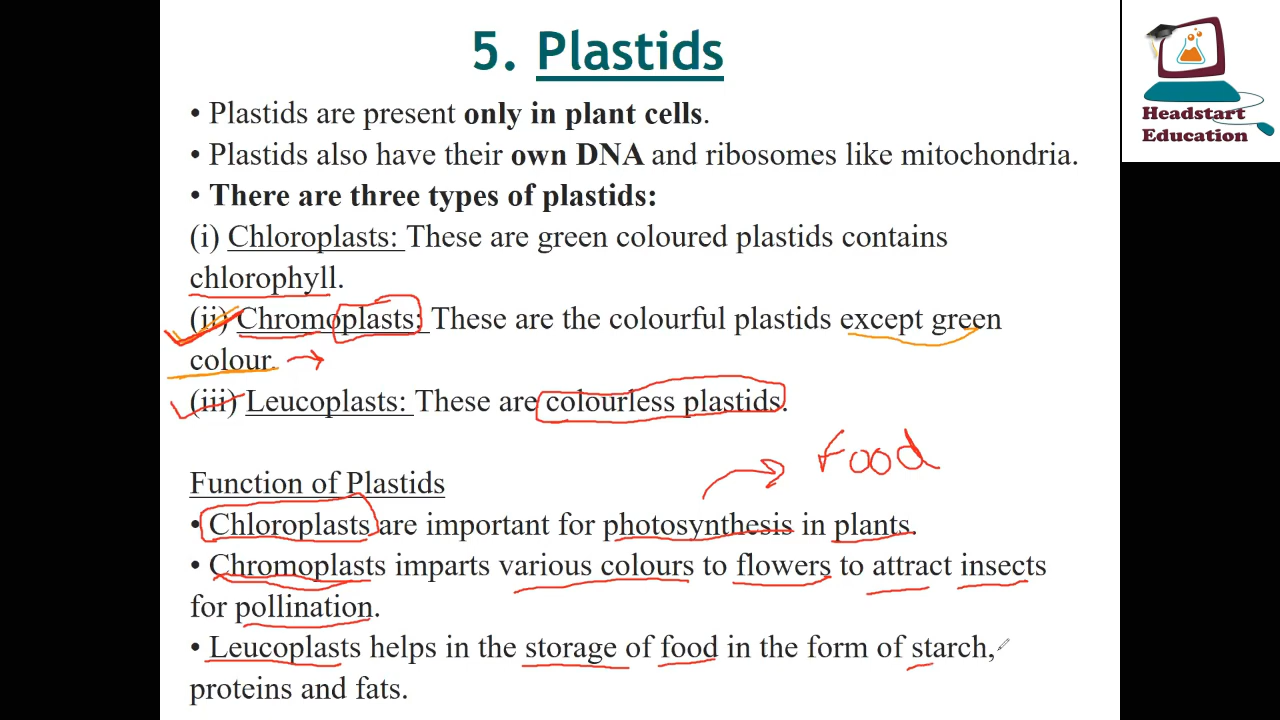 5. Plastids
Headstart
Education
• Plastids are present only in plant cells.
• Plastids also have their own DNA and ribosomes like mitochondria.
• There are three types of plastids:
(i) Chloroplasts: These are green coloured plastids contains
chlorophyll.
(ii) Chromoplasts: These are the colourful plastids except green
colour.
(iii) Leucoplasts: These are colourless plastids.
Food
Function of Plastids
• Chloroplasts are important for photosynthesis in plants.
• Chromoplasts imparts various colours to flowers to attract insects
for pollination.
• Leucoplasts helps in the storage of food in the form of starch,
proteins and fats.